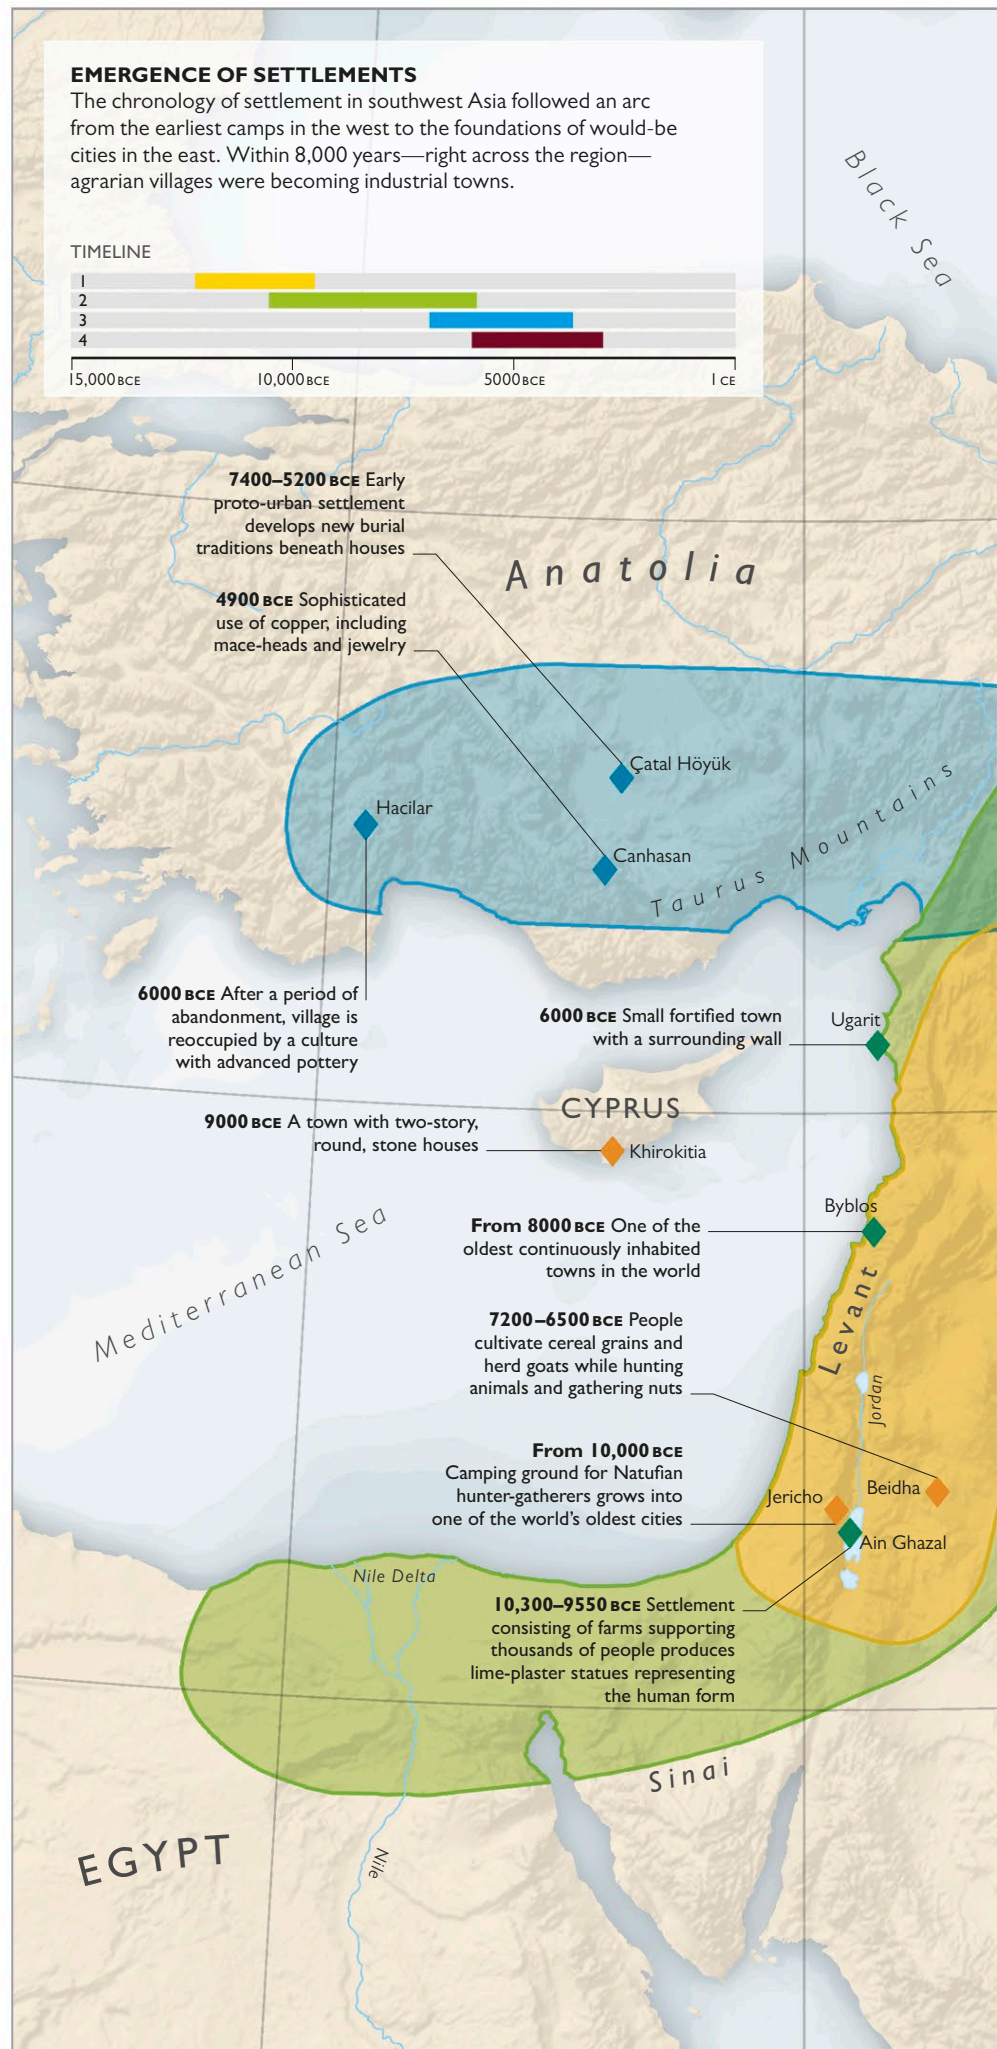 EMERGENCE OF SETTLEMENTS
The chronology of settlement in southwest Asia followed an arc
from the earliest camps in the west to the foundations of would-be
cities in the east. Within 8,000 years—right across the region—
agrarian villages were becoming industrial towns.
TIMELINE
1
2
3
4
15,000 BCE
10,000 BCE
5000 BCE
1 CE
Black Sea
7400–5200 BCE Early
proto-urban settlement
develops new burial
traditions beneath houses
Anatolia
4900 BCE Sophisticated
use of copper, including
mace-heads and jewelry
Çatal Höyük
Hacilar
Canhasan
Taurus Mountains
6000 BCE After a period of
abandonment, village is
reoccupied by a culture
with advanced pottery
6000 BCE Small fortified town
with a surrounding wall
Ugarit
CYPRUS
9000 BCE A town with two-story,
round, stone houses
Khirokitia
Mediterranean Sea
Byblos
From 8000 BCE One of the
oldest continuously inhabited
towns in the world
Levant
7200–6500 BCE People
cultivate cereal grains and
herd goats while hunting
animals and gathering nuts
Jordan
From 10,000 BCE
Camping ground for Natufian
hunter-gatherers grows into
one of the world's oldest cities
Jericho
Beidha
Ain Ghazal
Nile Delta
10,300–9550 BCE Settlement
consisting of farms supporting
thousands of people produces
lime-plaster statues representing
the human form
Sinai
EGYPT
Nile